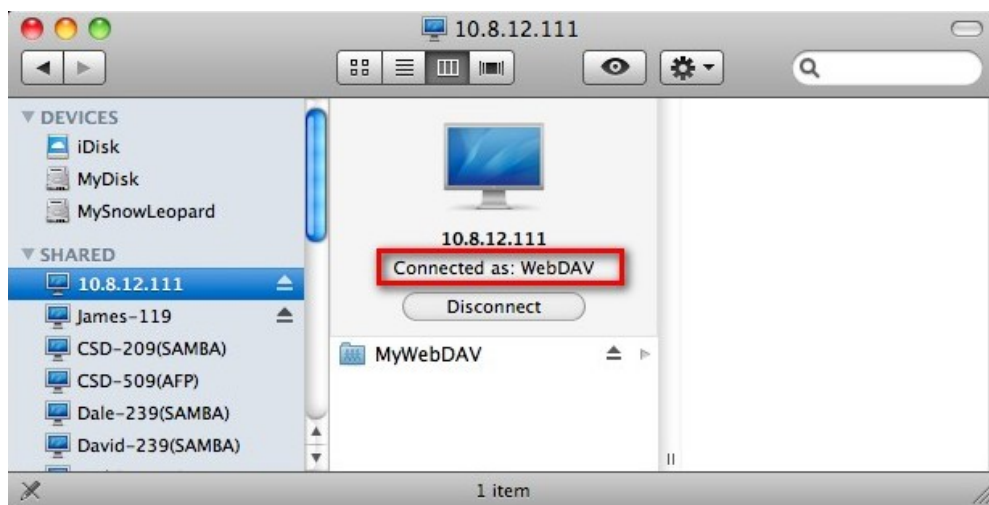 10.8.12.111
DEVICES
iDisk
MyDisk
MySnowLeopard
SHARED
10.8.12.111
James-119
CSD-209(SAMBA)
CSD-509(AFP)
Dale-239(SAMBA)
David-239(SAMBA)
10.8.12.111
Connected as: WebDAV
Disconnect
MyWebDAV
1 item